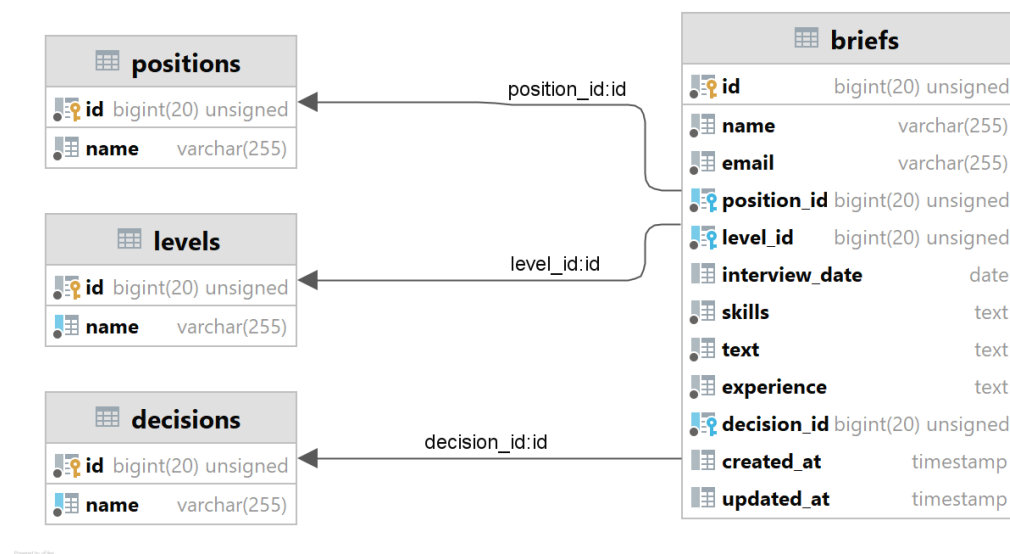 positions
id bigint(20) unsigned
name varchar(255)
levels
id bigint(20) unsigned
name varchar(255)
decisions
id bigint(20) unsigned
name varchar(255)
position_id:id
level_id:id
decision_id:id
briefs
id bigint(20) unsigned
name varchar(255)
email varchar(255)
position_id bigint(20) unsigned
level_id bigint(20) unsigned
interview_date date
skills text
text text
experience text
decision_id bigint(20) unsigned
created_at timestamp
updated_at timestamp